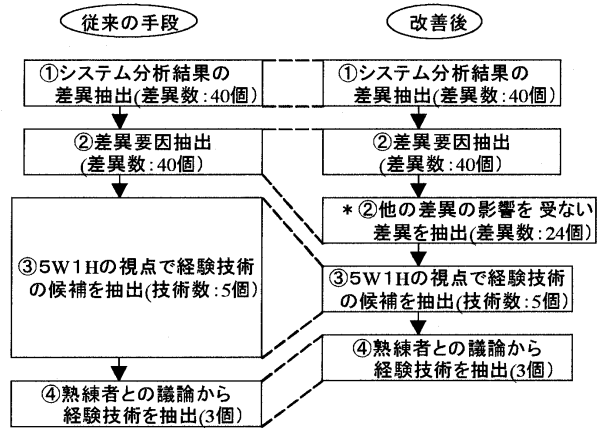 従来の手段
①システム分析結果の
差異抽出(差異数:40個)
②差異要因抽出
(差異数:40個)
③5W1Hの視点で経験技術
の候補を抽出(技術数:5個)
④熟練者との議論から
経験技術を抽出(3個)
改善後
①システム分析結果の
差異抽出(差異数:40個)
②差異要因抽出
(差異数:40個)
*②他の差異の影響を 受ない
差異を抽出(差異数:24個)
③5W1Hの視点で経験技術
の候補を抽出(技術数:5個)
④熟練者との議論から
経験技術を抽出(3個)